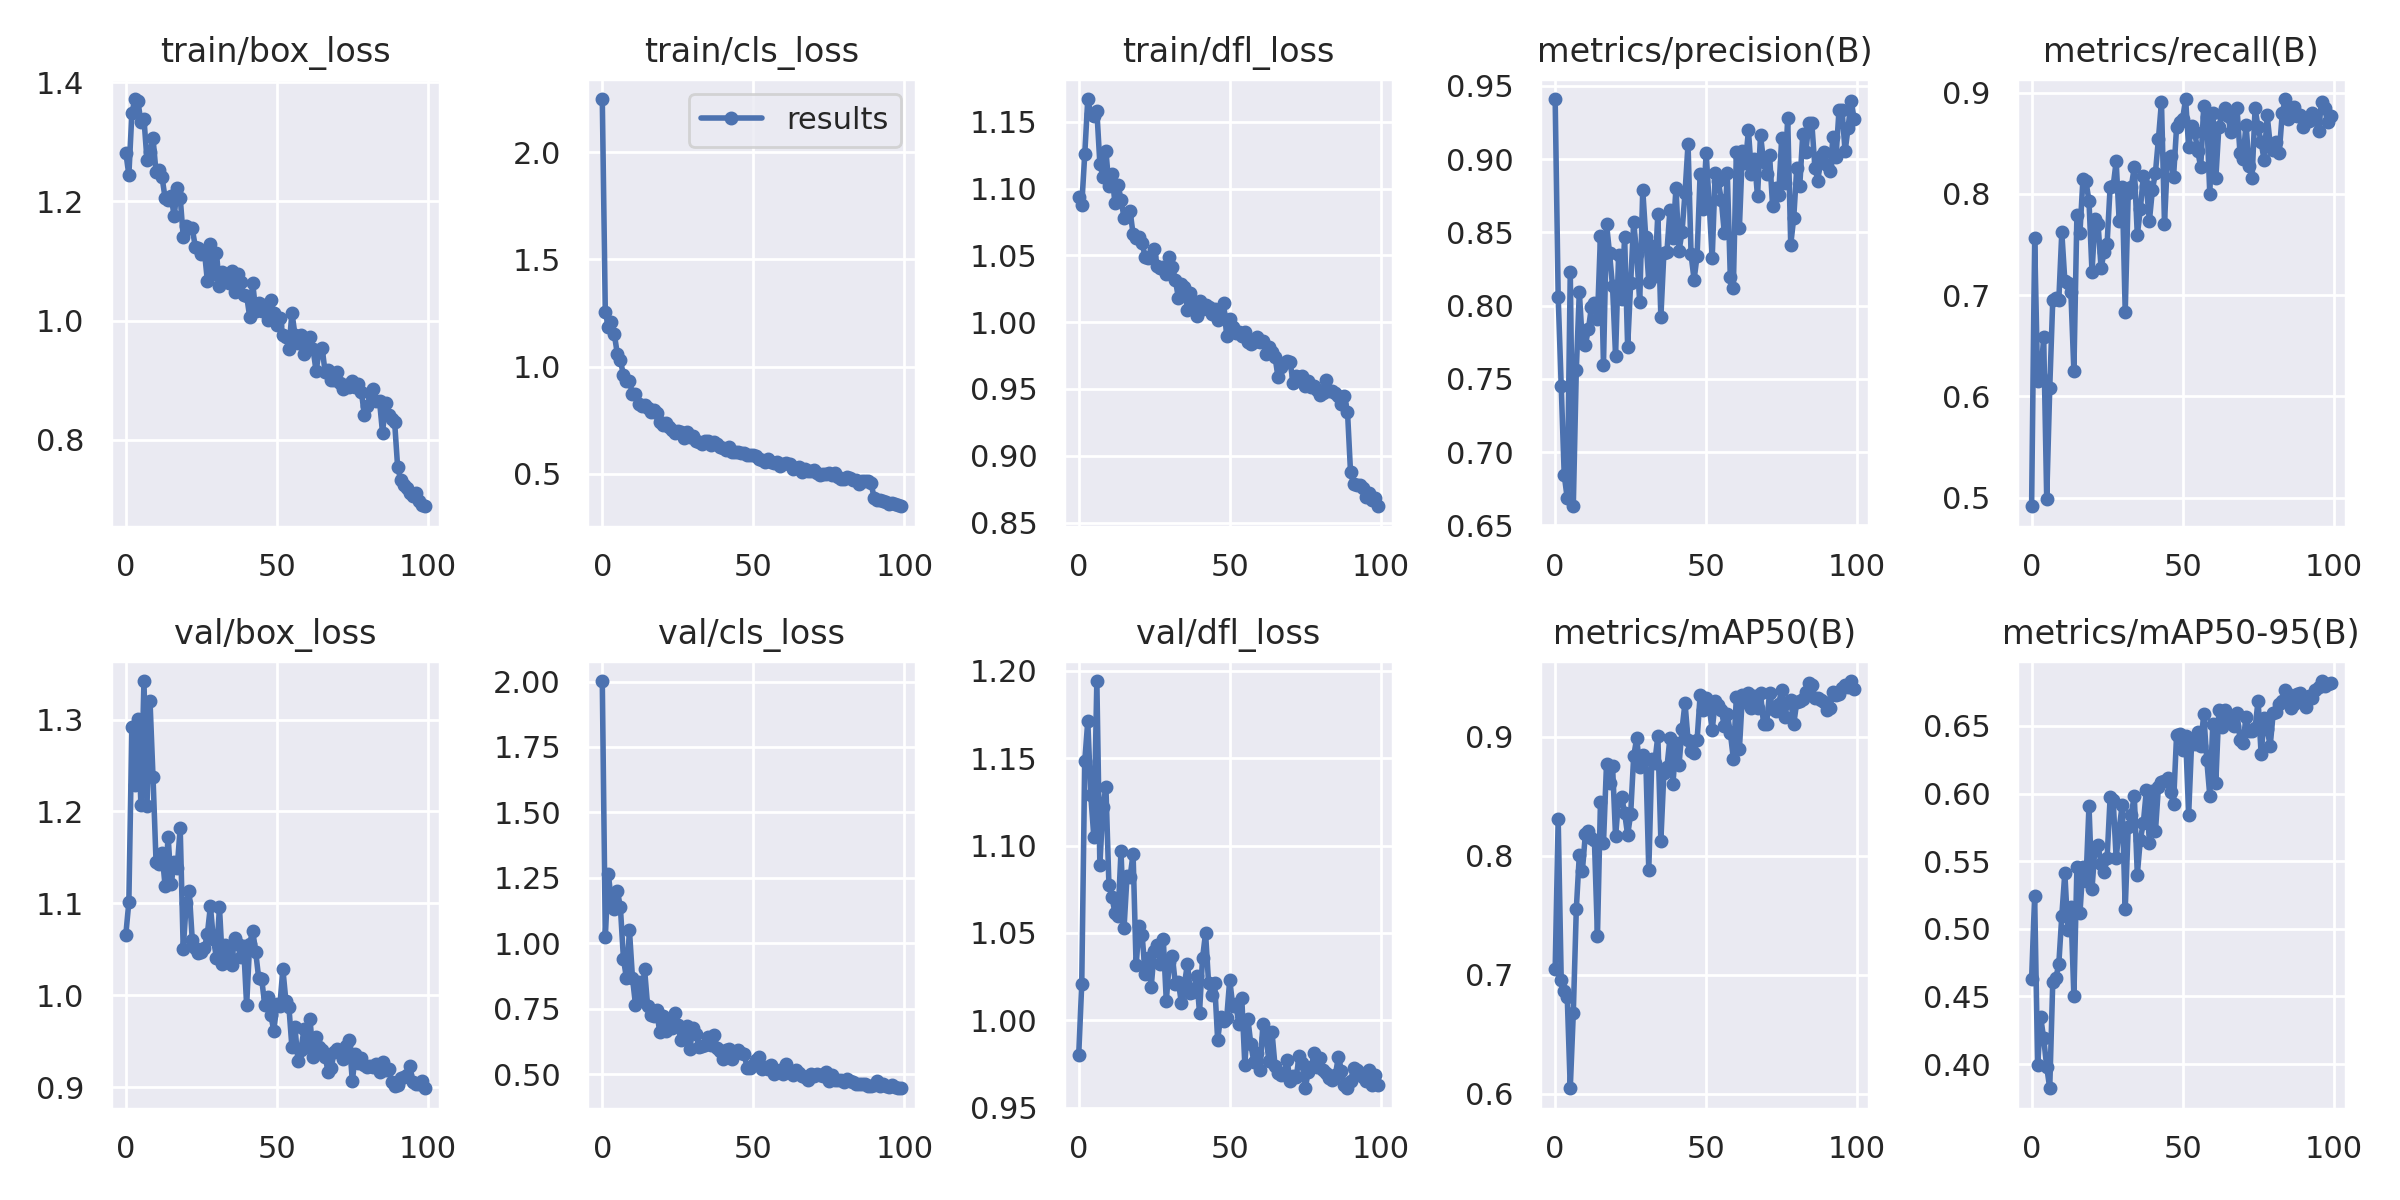 train/box_loss
1.4
1.2
1.0
0.8
0 50 100
train/cls_loss
results
2.0
1.5
1.0
0.5
0 50 100
train/dfl_loss
1.15
1.10
1.05
1.00
0.95
0.90
0.85
0 50 100
metrics/precision(B)
0.95
0.90
0.85
0.80
0.75
0.70
0.65
0 50 100
metrics/recall(B)
0.9
0.8
0.7
0.6
0.5
0 50 100
val/box_loss
1.3
1.2
1.1
1.0
0.9
0 50 100
val/cls_loss
2.00
1.75
1.50
1.25
1.00
0.75
0.50
0 50 100
val/dfl_loss
1.20
1.15
1.10
1.05
1.00
0.95
0 50 100
metrics/mAP50(B)
0.9
0.8
0.7
0.6
0 50 100
metrics/mAP50-95(B)
0.65
0.60
0.55
0.50
0.45
0.40
0 50 100